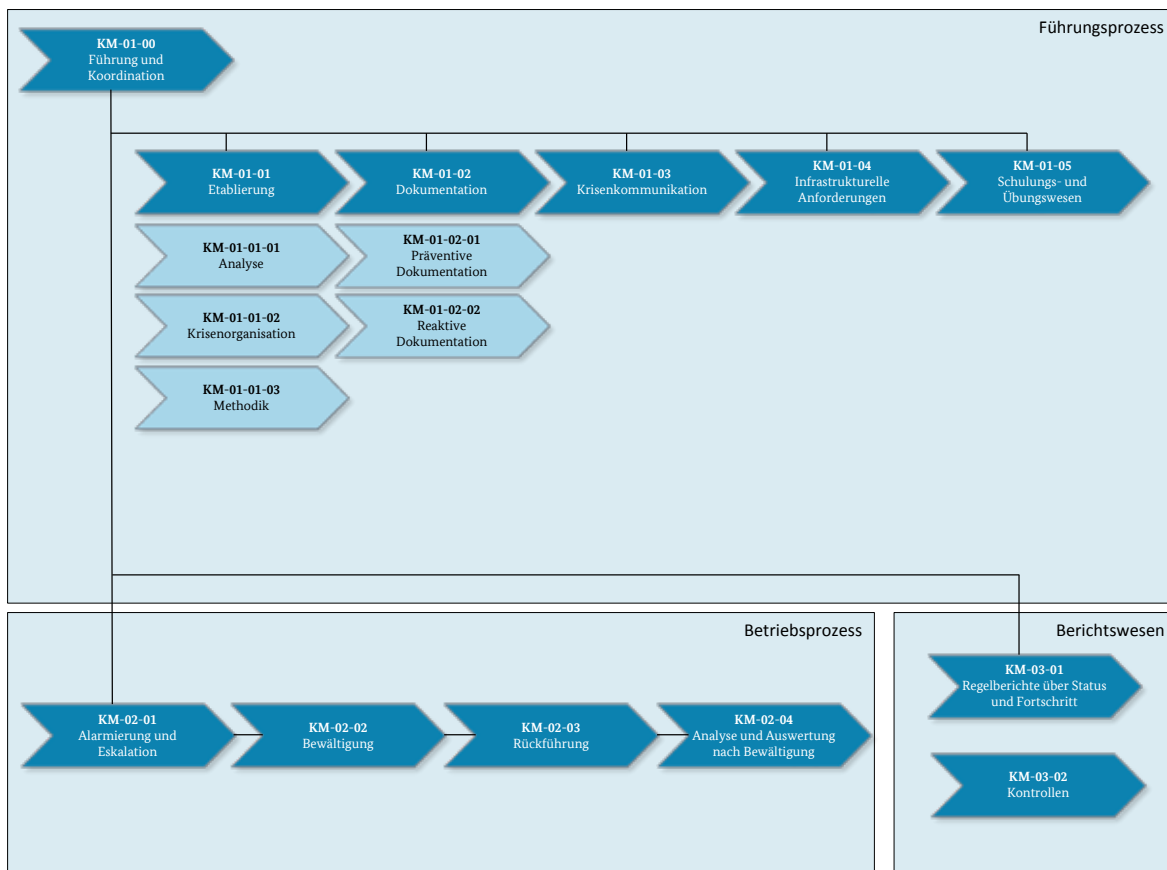 Führungsprozess
KM-01-00
Führung und
Koordination
KM-01-01
Etablierung
KM-01-02
Dokumentation
KM-01-03
Krisenkommunikation
KM-01-04
Infrastrukturelle
Anforderungen
KM-01-05
Schulungs- und
Übungswesen
KM-01-01-01
Analyse
KM-01-02-01
Präventive
Dokumentation
KM-01-01-02
Krisenorganisation
KM-01-02-02
Reaktive
Dokumentation
KM-01-01-03
Methodik
Betriebsprozess
KM-02-01
Alarmierung und
Eskalation
KM-02-02
Bewältigung
KM-02-03
Rückführung
KM-02-04
Analyse und Auswertung
nach Bewältigung
Berichtswesen
KM-03-01
Regelberichte über Status
und Fortschritt
KM-03-02
Kontrollen